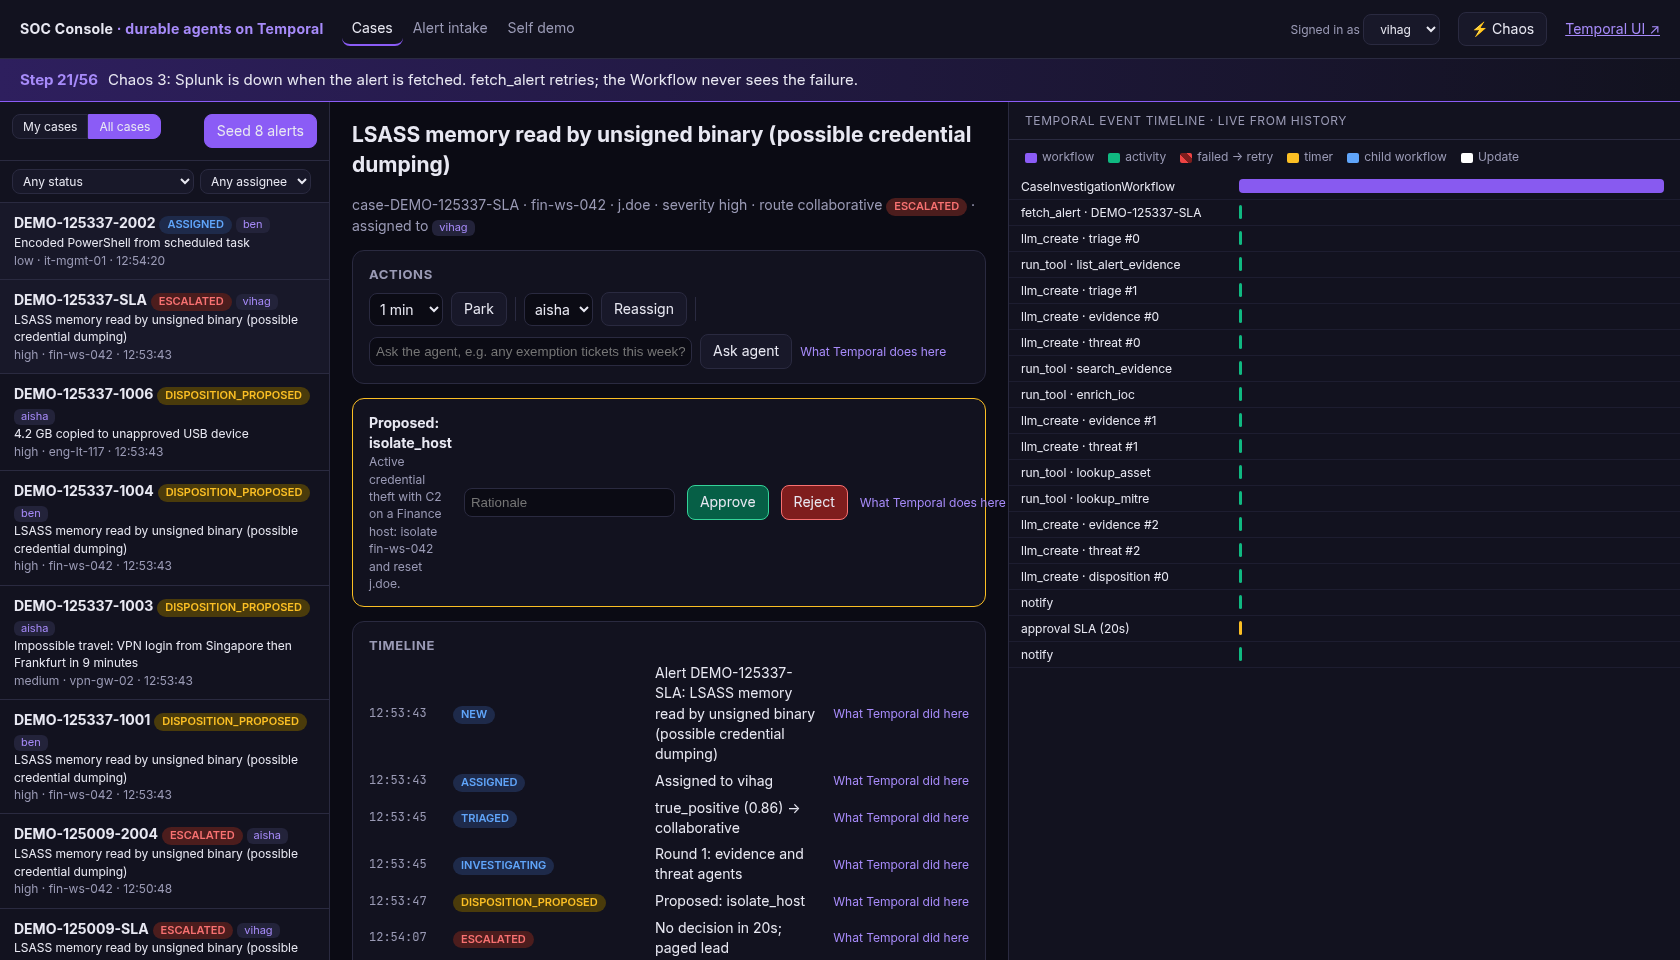 SOC Console · durable agents on Temporal
Cases
Alert intake
Self demo
Signed in as
vihag
⚡ Chaos
Temporal UI ↗
Step 21/56 Chaos 3: Splunk is down when the alert is fetched. fetch_alert retries; the Workflow never sees the failure.
My cases
All cases
Seed 8 alerts
Any status
Any assignee
DEMO-125337-2002 ASSIGNED ben
Encoded PowerShell from scheduled task
low · it-mgmt-01 · 12:54:20
DEMO-125337-SLA ESCALATED vihag
LSASS memory read by unsigned binary (possible
credential dumping)
high · fin-ws-042 · 12:53:43
DEMO-125337-1006 DISPOSITION_PROPOSED
aisha
4.2 GB copied to unapproved USB device
high · eng-lt-117 · 12:53:43
DEMO-125337-1004 DISPOSITION_PROPOSED
ben
LSASS memory read by unsigned binary (possible
credential dumping)
high · fin-ws-042 · 12:53:43
DEMO-125337-1003 DISPOSITION_PROPOSED
aisha
Impossible travel: VPN login from Singapore then
Frankfurt in 9 minutes
medium · vpn-gw-02 · 12:53:43
DEMO-125337-1001 DISPOSITION_PROPOSED
ben
LSASS memory read by unsigned binary (possible
credential dumping)
high · fin-ws-042 · 12:53:43
DEMO-125009-2004 ESCALATED aisha
LSASS memory read by unsigned binary (possible
credential dumping)
high · fin-ws-042 · 12:50:48
DEMO-125009-SLA ESCALATED vihag
LSASS memory read by unsigned binary (possible
LSASS memory read by unsigned binary (possible credential
dumping)
case-DEMO-125337-SLA · fin-ws-042 · j.doe · severity high · route collaborative ESCALATED ·
assigned to vihag
ACTIONS
1 min
Park
aisha
Reassign
Ask the agent, e.g. any exemption tickets this week?
Ask agent
What Temporal does here
Proposed:
isolate_host
Active
credential
theft with C2
on a Finance
host: isolate
fin-ws-042
and reset
j.doe.
Rationale
Approve
Reject
What Temporal does here
TIMELINE
12:53:43 NEW
Alert DEMO-125337-
SLA: LSASS memory
read by unsigned binary
(possible credential
dumping)
What Temporal did here
12:53:43 ASSIGNED Assigned to vihag What Temporal did here
12:53:45 TRIAGED
true_positive (0.86) →
collaborative
What Temporal did here
12:53:45 INVESTIGATING
Round 1: evidence and
threat agents
What Temporal did here
12:53:47 DISPOSITION_PROPOSED Proposed: isolate_host What Temporal did here
12:54:07 ESCALATED
No decision in 20s;
paged lead
What Temporal did here
TEMPORAL EVENT TIMELINE · LIVE FROM HISTORY
workflow
activity
failed → retry
timer
child workflow
Update
CaseInvestigationWorkflow
fetch_alert · DEMO-125337-SLA
llm_create · triage #0
run_tool · list_alert_evidence
llm_create · triage #1
llm_create · evidence #0
llm_create · threat #0
run_tool · search_evidence
run_tool · enrich_ioc
llm_create · evidence #1
llm_create · threat #1
run_tool · lookup_asset
run_tool · lookup_mitre
llm_create · evidence #2
llm_create · threat #2
llm_create · disposition #0
notify
approval SLA (20s)
notify